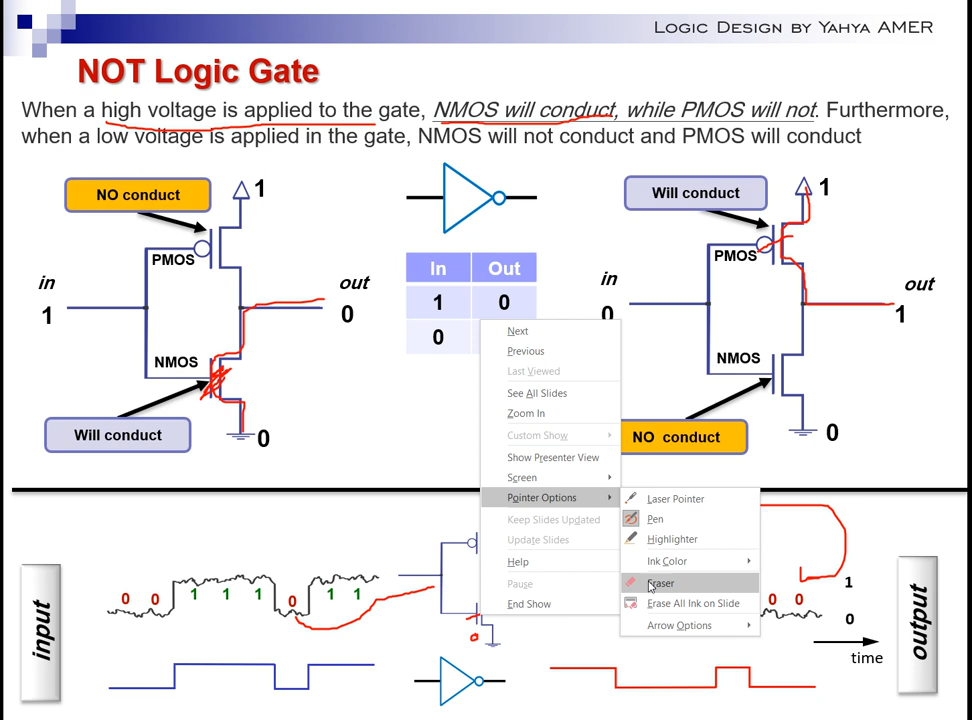 Logic Design by Yahya AMER
NOT Logic Gate
When a high voltage is applied to the gate, NMOS will conduct, while PMOS will not. Furthermore,
when a low voltage is applied in the gate, NMOS will not conduct and PMOS will conduct
NO conduct
1
PMOS
in
1
out
0
NMOS
Will conduct
0
In Out
1 0
0
Will conduct
1
PMOS
in
0
out
1
NMOS
NO conduct
0
Next
Previous
Last Viewed
See All Slides
Zoom In
Custom Show
Show Presenter View
Screen
Pointer Options
Keep Slides Updated
Update Slides
Help
Pause
End Show
Laser Pointer
Pen
Highlighter
Ink Color
Eraser
Erase All Ink on Slide
Arrow Options
input
0 0 1 1 1 0 1 1
0
0 0
1
0
time
output